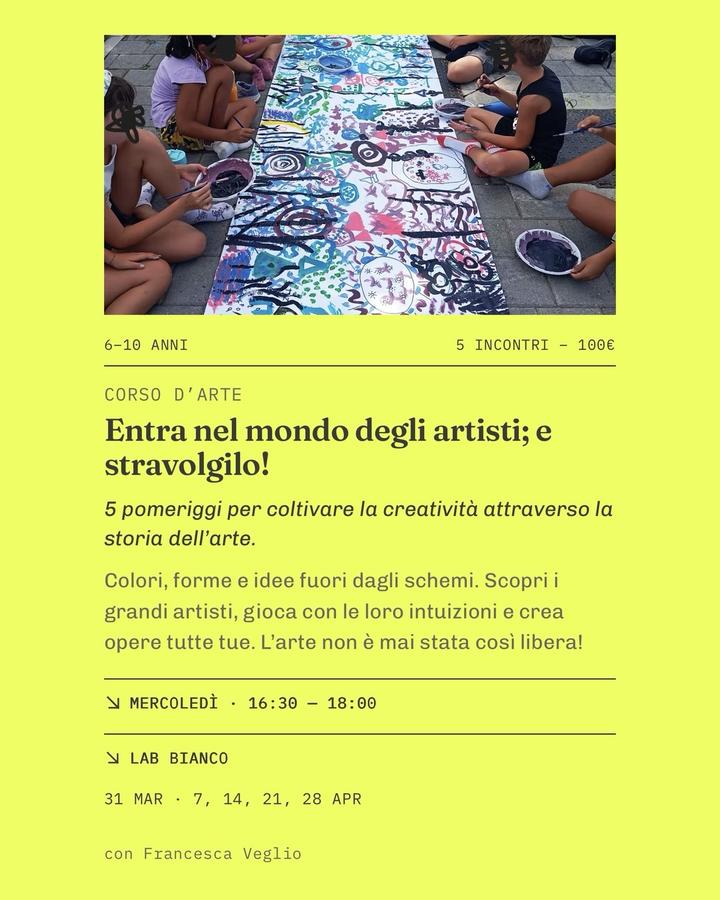 6–10 ANNI
5 INCONTRI – 100€
CORSO D’ARTE
Entra nel mondo degli artisti; e
stravolgilo!
5 pomeriggi per coltivare la creatività attraverso la
storia dell’arte.
Colori, forme e idee fuori dagli schemi. Scopri i
grandi artisti, gioca con le loro intuizioni e crea
opere tutte tue. L’arte non è mai stata così libera!
↘ MERCOLEDÌ · 16:30 — 18:00
↘ LAB BIANCO
31 MAR · 7, 14, 21, 28 APR
con Francesca Veglio